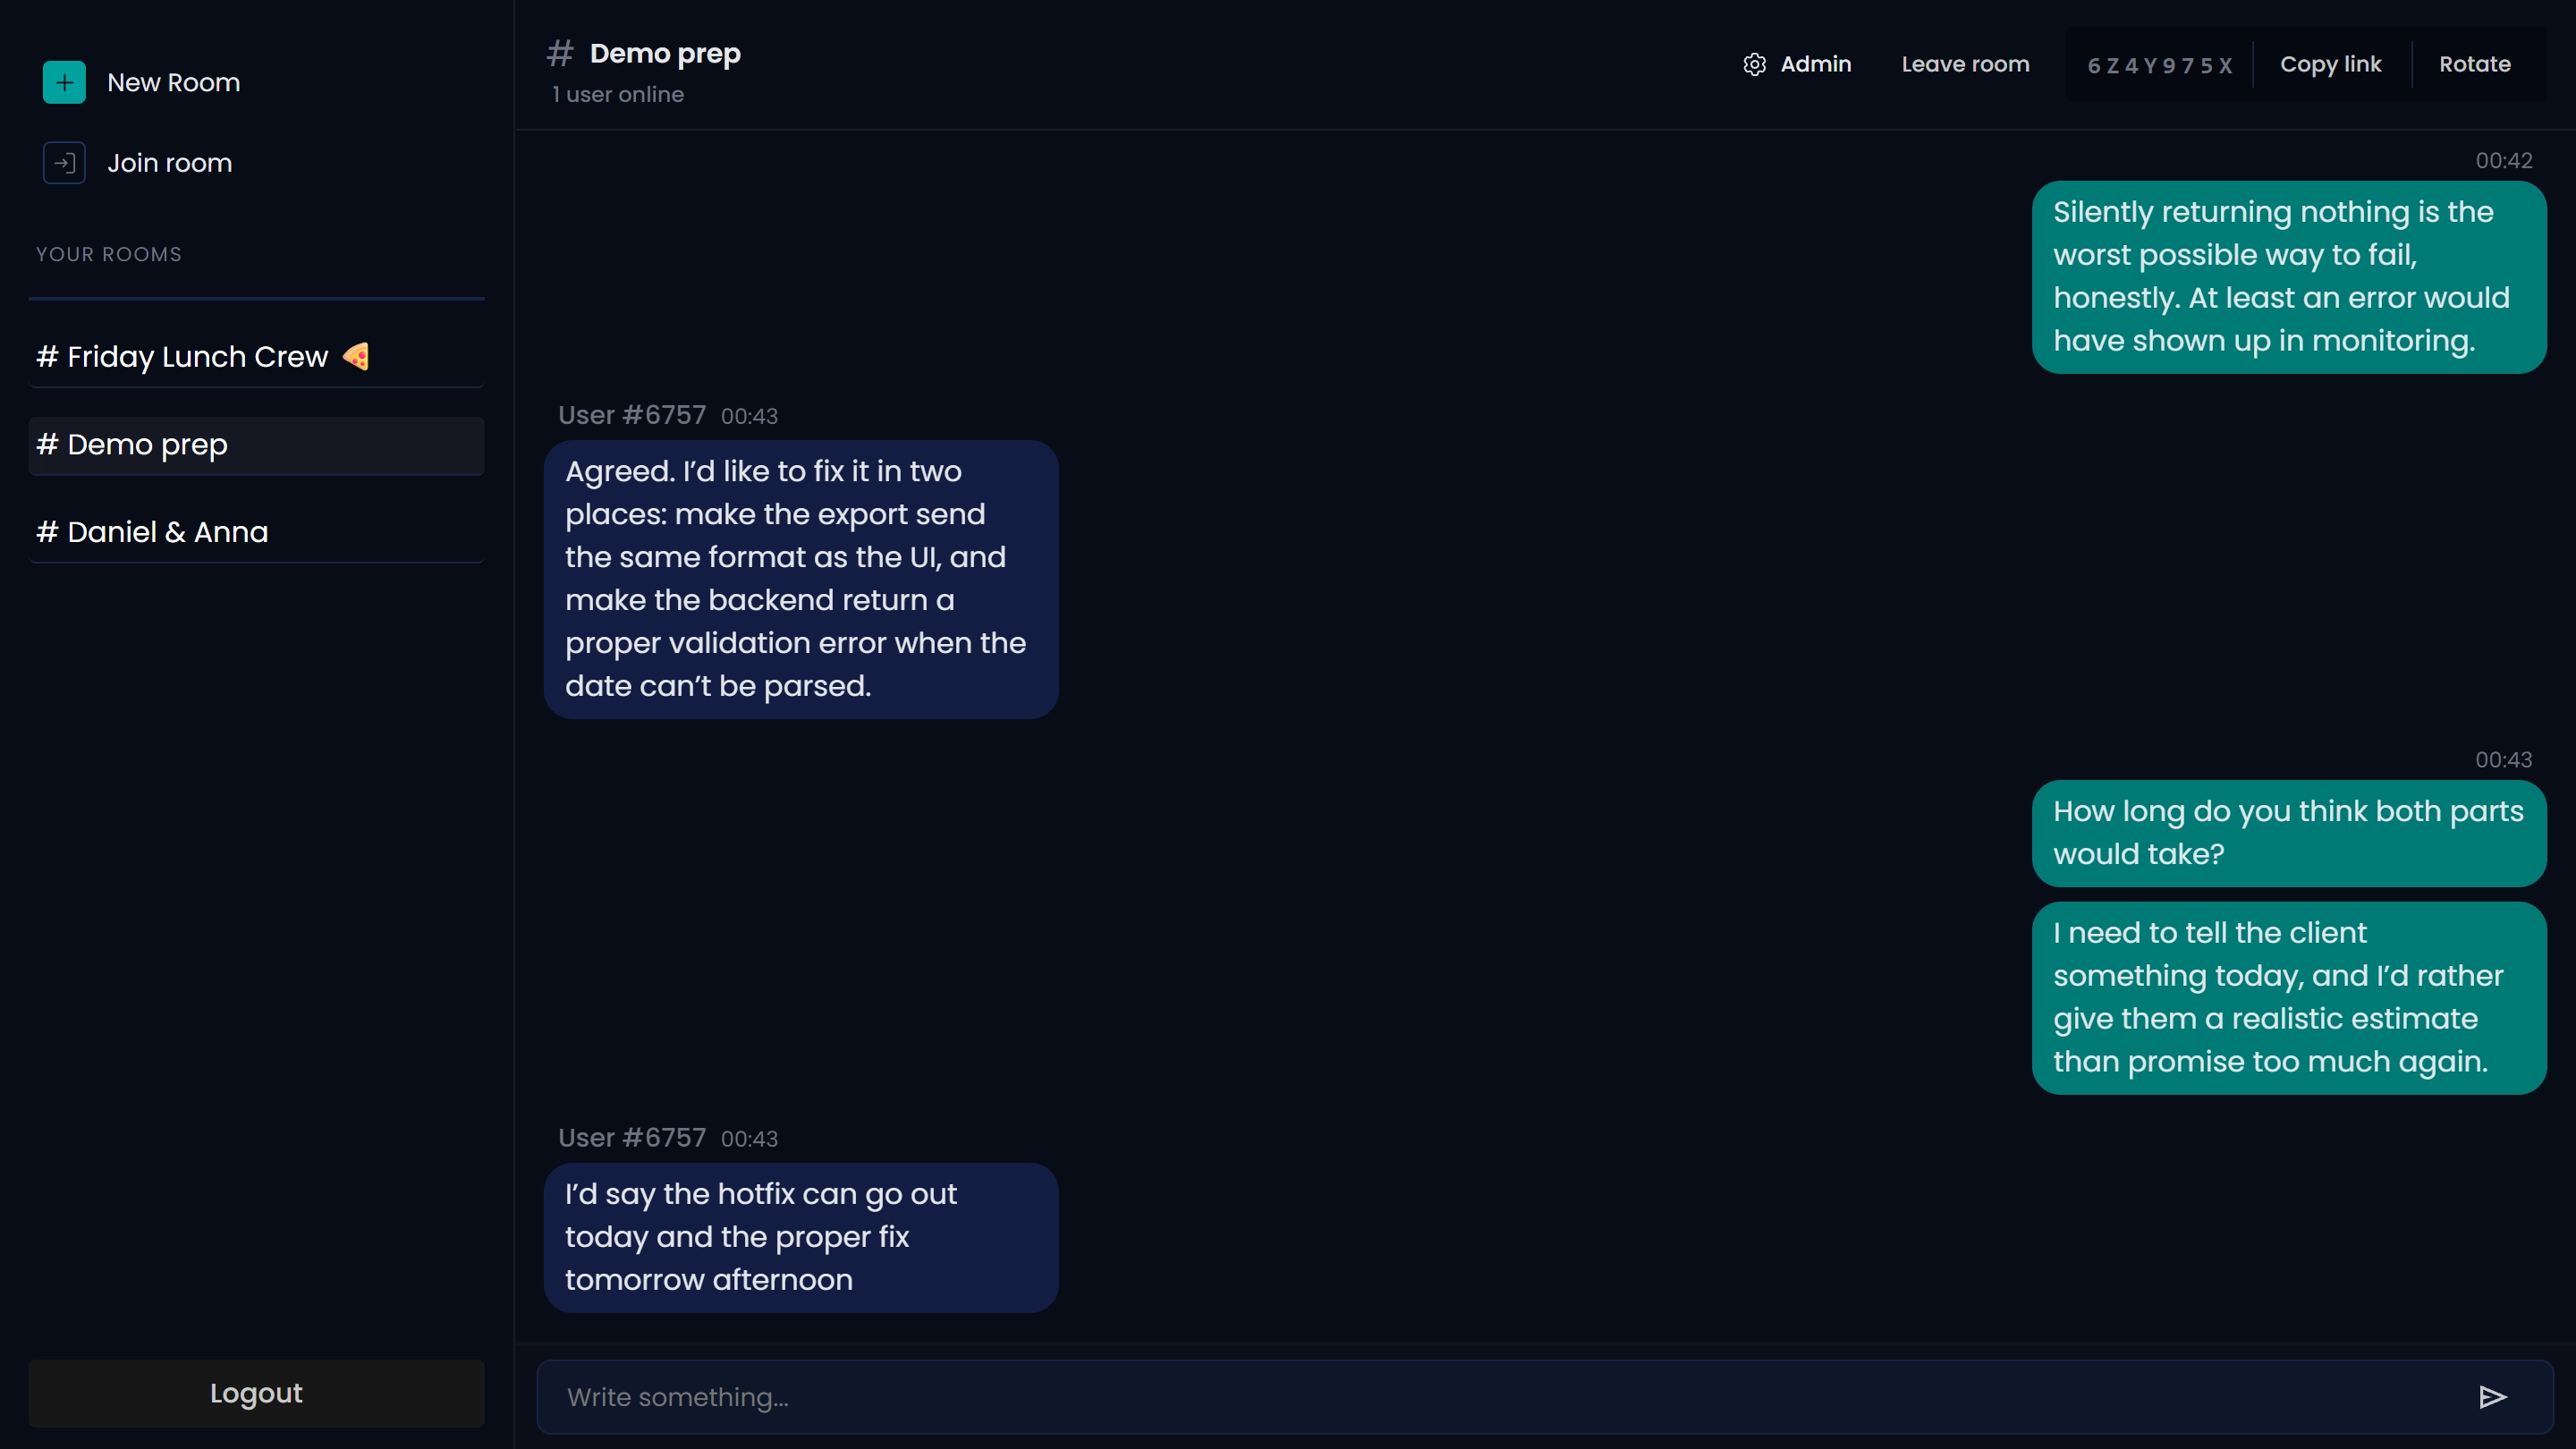 New Room
Join room
YOUR ROOMS
# Friday Lunch Crew 🍕
# Demo prep
# Daniel & Anna
Logout
# Demo prep
1 user online
Admin
Leave room
6Z4Y975X
Copy link
Rotate
00:42
Silently returning nothing is the
worst possible way to fail,
honestly. At least an error would
have shown up in monitoring.
User #6757 00:43
Agreed. I’d like to fix it in two
places: make the export send
the same format as the UI, and
make the backend return a
proper validation error when the
date can’t be parsed.
00:43
How long do you think both parts
would take?
I need to tell the client
something today, and I’d rather
give them a realistic estimate
than promise too much again.
User #6757 00:43
I’d say the hotfix can go out
today and the proper fix
tomorrow afternoon
Write something...